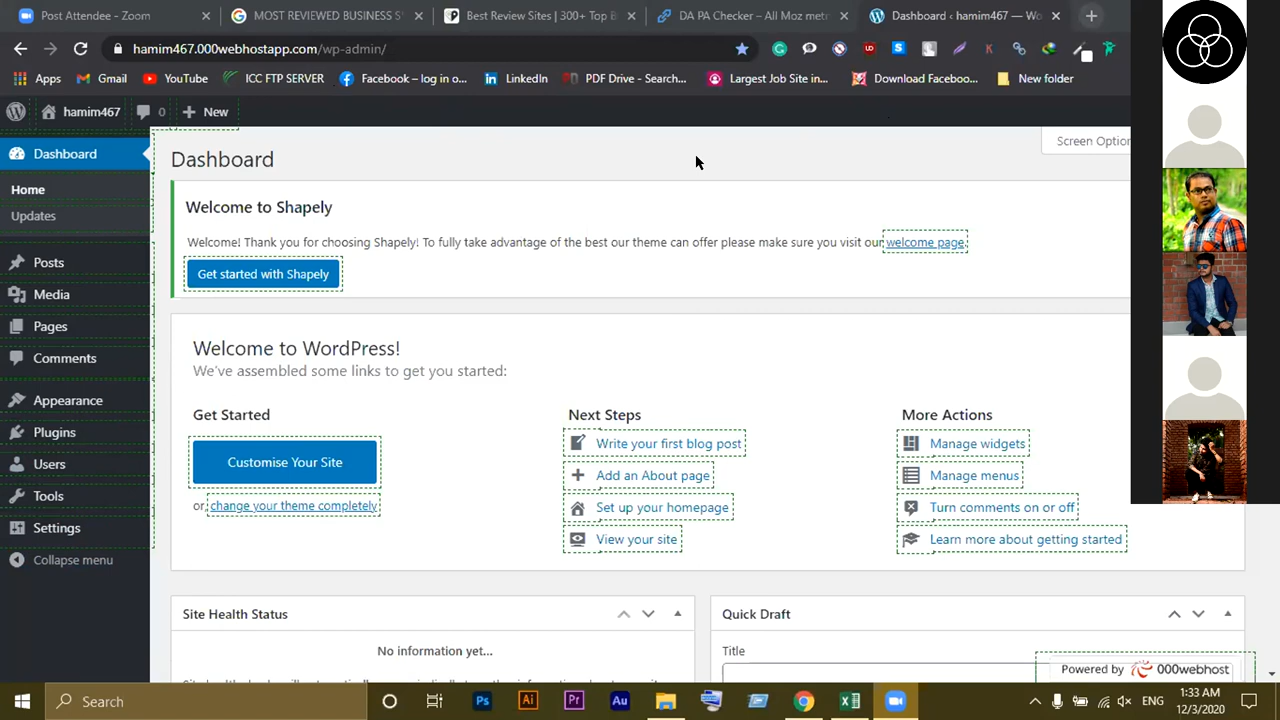 Post Attendee - Zoom
MOST REVIEWED BUSINESS S
Best Review Sites | 300+ Top B
DA PA Checker – All Moz metr
Dashboard ‹ hamim467 — Wo
hamim467.000webhostapp.com/wp-admin/
Apps
Gmail
YouTube
ICC FTP SERVER
Facebook – log in o...
LinkedIn
PDF Drive - Search...
Largest Job Site in...
Download Faceboo...
New folder
hamim467
0
New
Dashboard
Home
Updates
Posts
Media
Pages
Comments
Appearance
Plugins
Users
Tools
Settings
Collapse menu
Dashboard
Screen Option
Welcome to Shapely
Welcome! Thank you for choosing Shapely! To fully take advantage of the best our theme can offer please make sure you visit our welcome page.
Get started with Shapely
Welcome to WordPress!
We've assembled some links to get you started:
Get Started
Customise Your Site
or, change your theme completely
Next Steps
Write your first blog post
Add an About page
Set up your homepage
View your site
More Actions
Manage widgets
Manage menus
Turn comments on or off
Learn more about getting started
Site Health Status
No information yet...
Quick Draft
Title
Powered by 000webhost
Search
Ps
Ai
Pr
Au
ENG
1:33 AM
12/3/2020